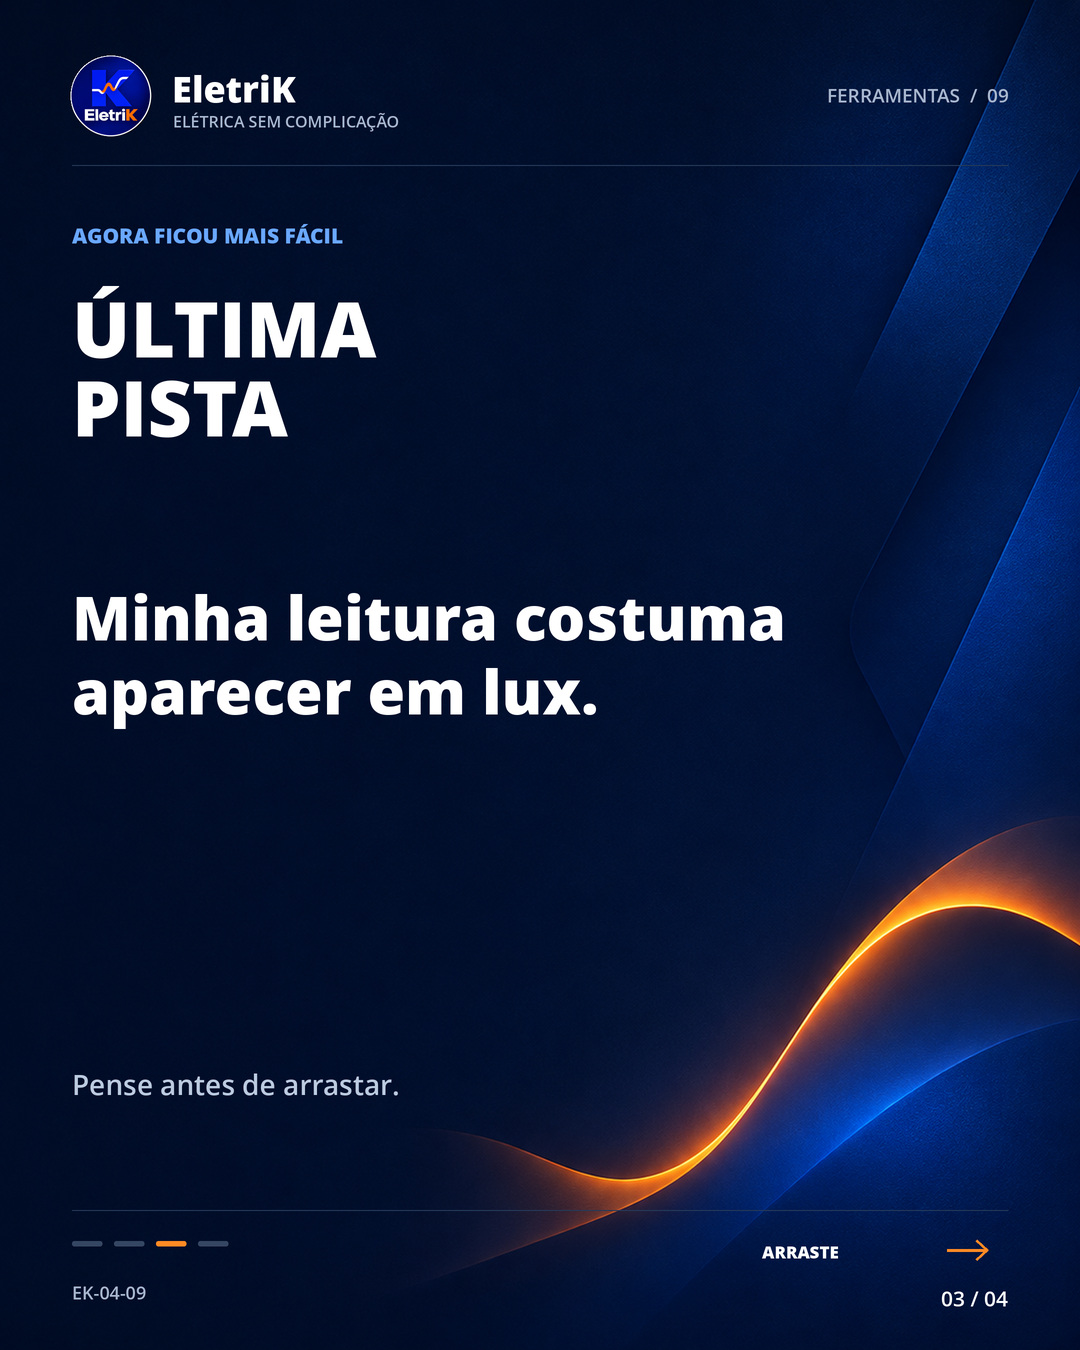 EletriK
EletriK
ELÉTRICA SEM COMPLICAÇÃO
FERRAMENTAS / 09
AGORA FICOU MAIS FÁCIL
ÚLTIMA
PISTA
Minha leitura costuma
aparecer em lux.
Pense antes de arrastar.
ARRASTE
EK-04-09
03 / 04